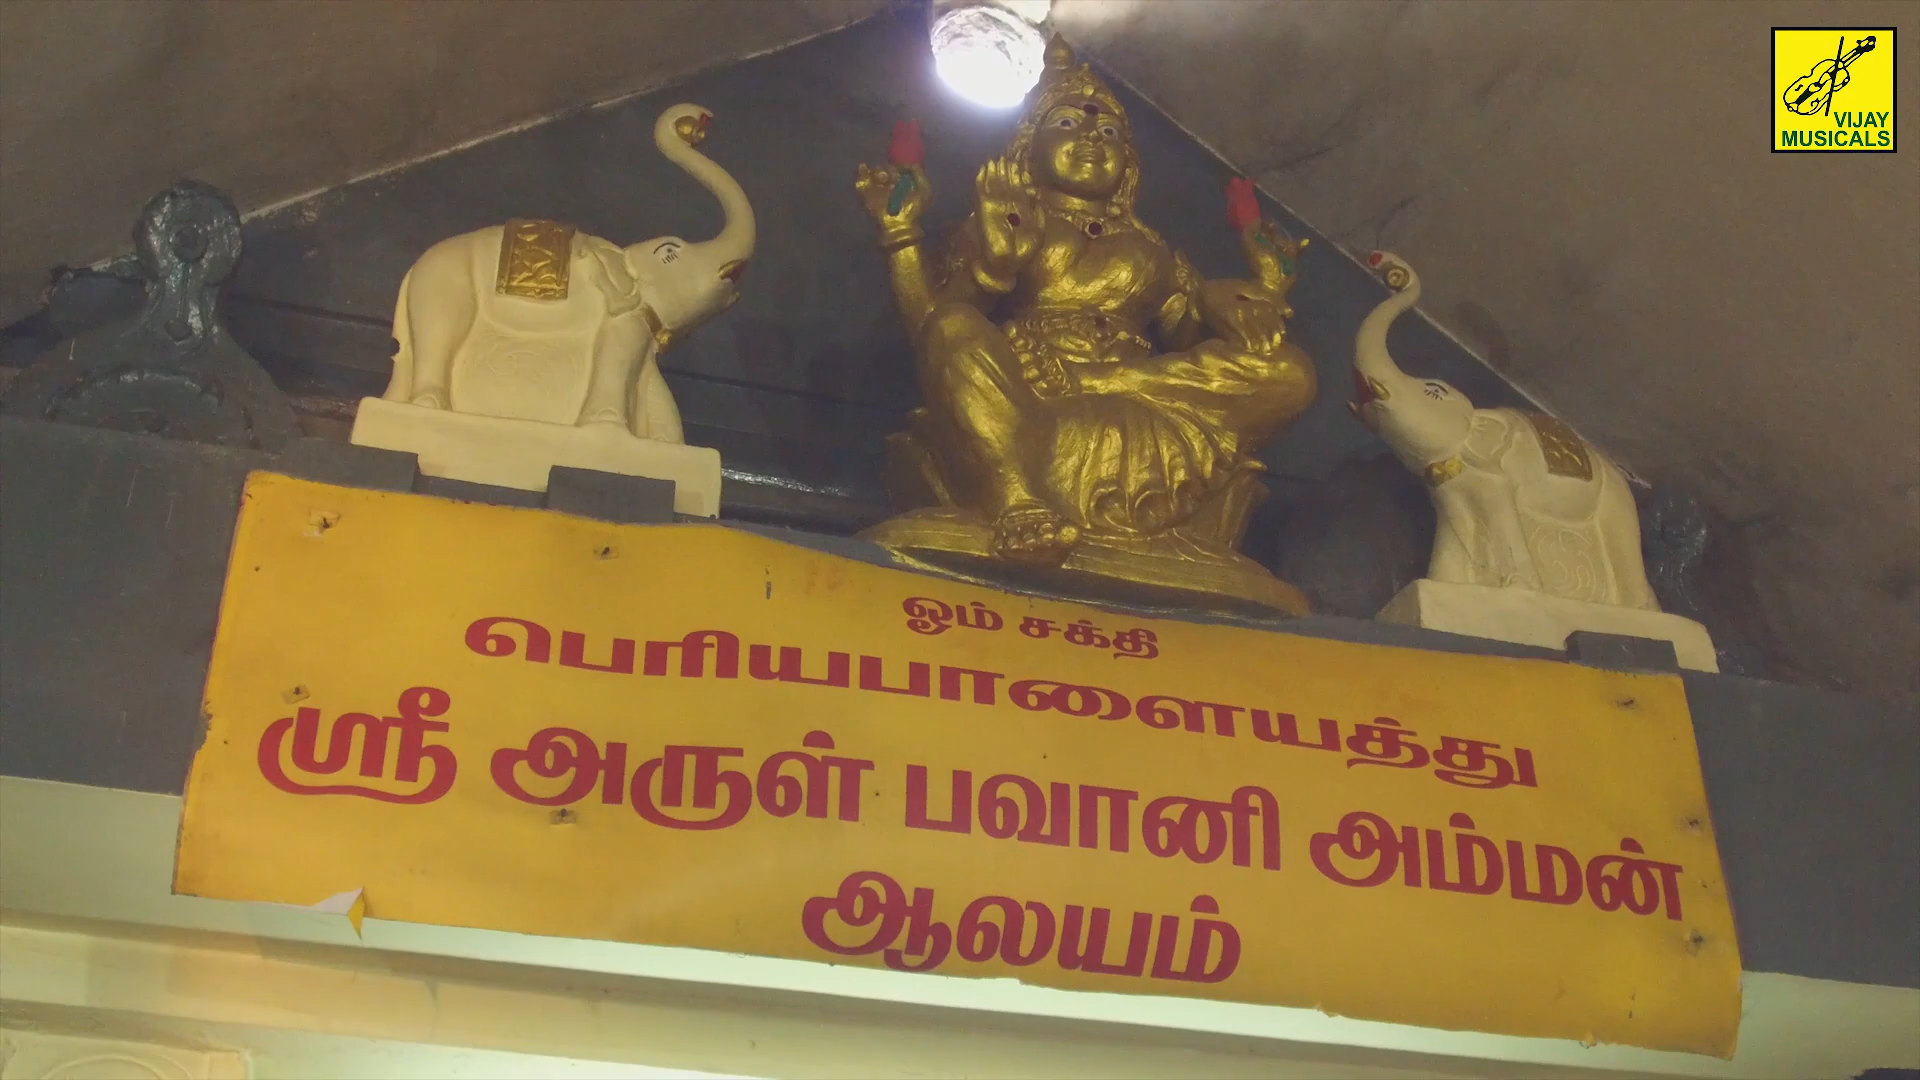 VIJAY
MUSICALS
ஓம் சக்தி
பெரியபாளையத்து
ஸ்ரீ அருள் பவானி அம்மன்
ஆலயம்